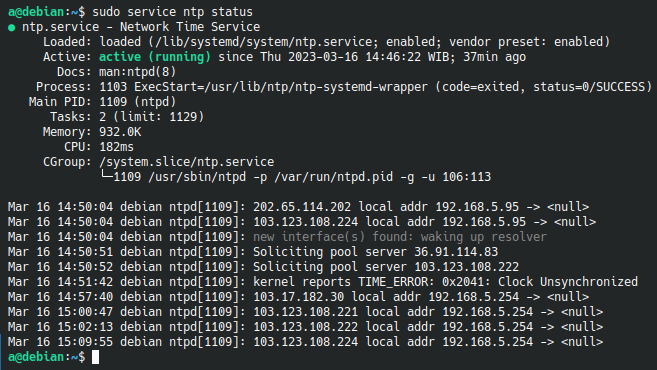 a@debian:~$ sudo service ntp status
● ntp.service - Network Time Service
     Loaded: loaded (/lib/systemd/system/ntp.service; enabled; vendor preset: enabled)
     Active: active (running) since Thu 2023-03-16 14:46:22 WIB; 37min ago
       Docs: man:ntpd(8)
    Process: 1103 ExecStart=/usr/lib/ntp/ntp-systemd-wrapper (code=exited, status=0/SUCCESS)
   Main PID: 1109 (ntpd)
      Tasks: 2 (limit: 1129)
     Memory: 932.0K
        CPU: 182ms
     CGroup: /system.slice/ntp.service
             └─1109 /usr/sbin/ntpd -p /var/run/ntpd.pid -g -u 106:113

Mar 16 14:50:04 debian ntpd[1109]: 202.65.114.202 local addr 192.168.5.95 -> <null>
Mar 16 14:50:04 debian ntpd[1109]: 103.123.108.224 local addr 192.168.5.95 -> <null>
Mar 16 14:50:04 debian ntpd[1109]: new interface(s) found: waking up resolver
Mar 16 14:50:51 debian ntpd[1109]: Soliciting pool server 36.91.114.83
Mar 16 14:50:52 debian ntpd[1109]: Soliciting pool server 103.123.108.222
Mar 16 14:51:42 debian ntpd[1109]: kernel reports TIME_ERROR: 0x2041: Clock Unsynchronized
Mar 16 14:57:40 debian ntpd[1109]: 103.17.182.30 local addr 192.168.5.254 -> <null>
Mar 16 15:00:47 debian ntpd[1109]: 103.123.108.221 local addr 192.168.5.254 -> <null>
Mar 16 15:02:13 debian ntpd[1109]: 103.123.108.222 local addr 192.168.5.254 -> <null>
Mar 16 15:09:55 debian ntpd[1109]: 103.123.108.224 local addr 192.168.5.254 -> <null>
a@debian:~$